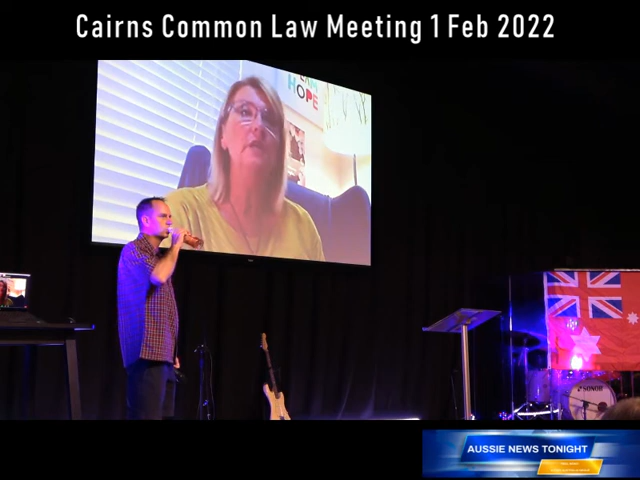 Cairns Common Law Meeting 1 Feb 2022
HOPE
SONOR
AUSSIE NEWS TONIGHT